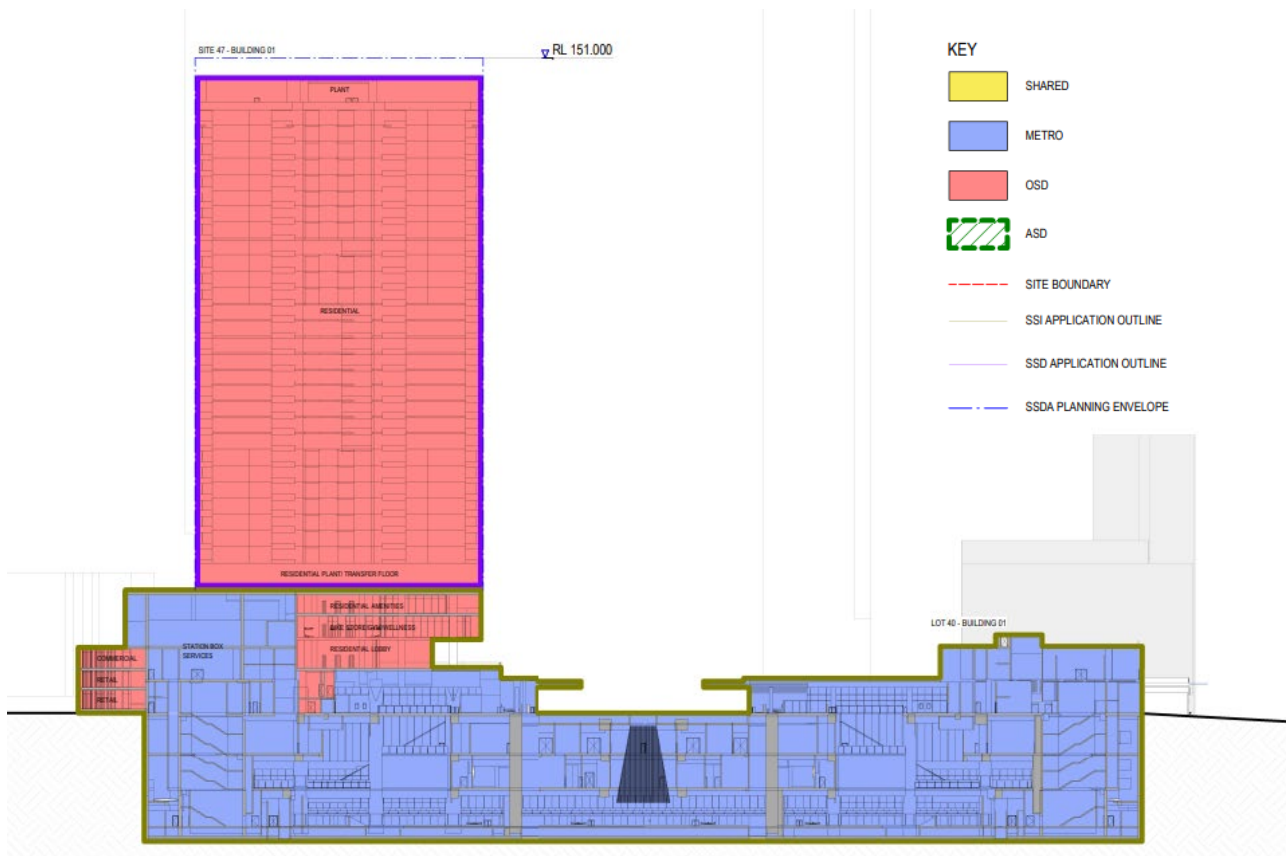 SITE 47 - BUILDING 01
RL 151.000
KEY
SHARED
METRO
OSD
ASD
SITE BOUNDARY
SSI APPLICATION OUTLINE
SSD APPLICATION OUTLINE
SSDA PLANNING ENVELOPE
PLANT
RESIDENTIAL
RESIDENTIAL PLANT/ TRANSFER FLOOR
RESIDENTIAL AMENITIES
WELLNESS
RESIDENTIAL LOBBY
STATION BOX
SERVICES
COMMERCIAL
RETAIL
RETAIL
LOT 40 - BUILDING 01